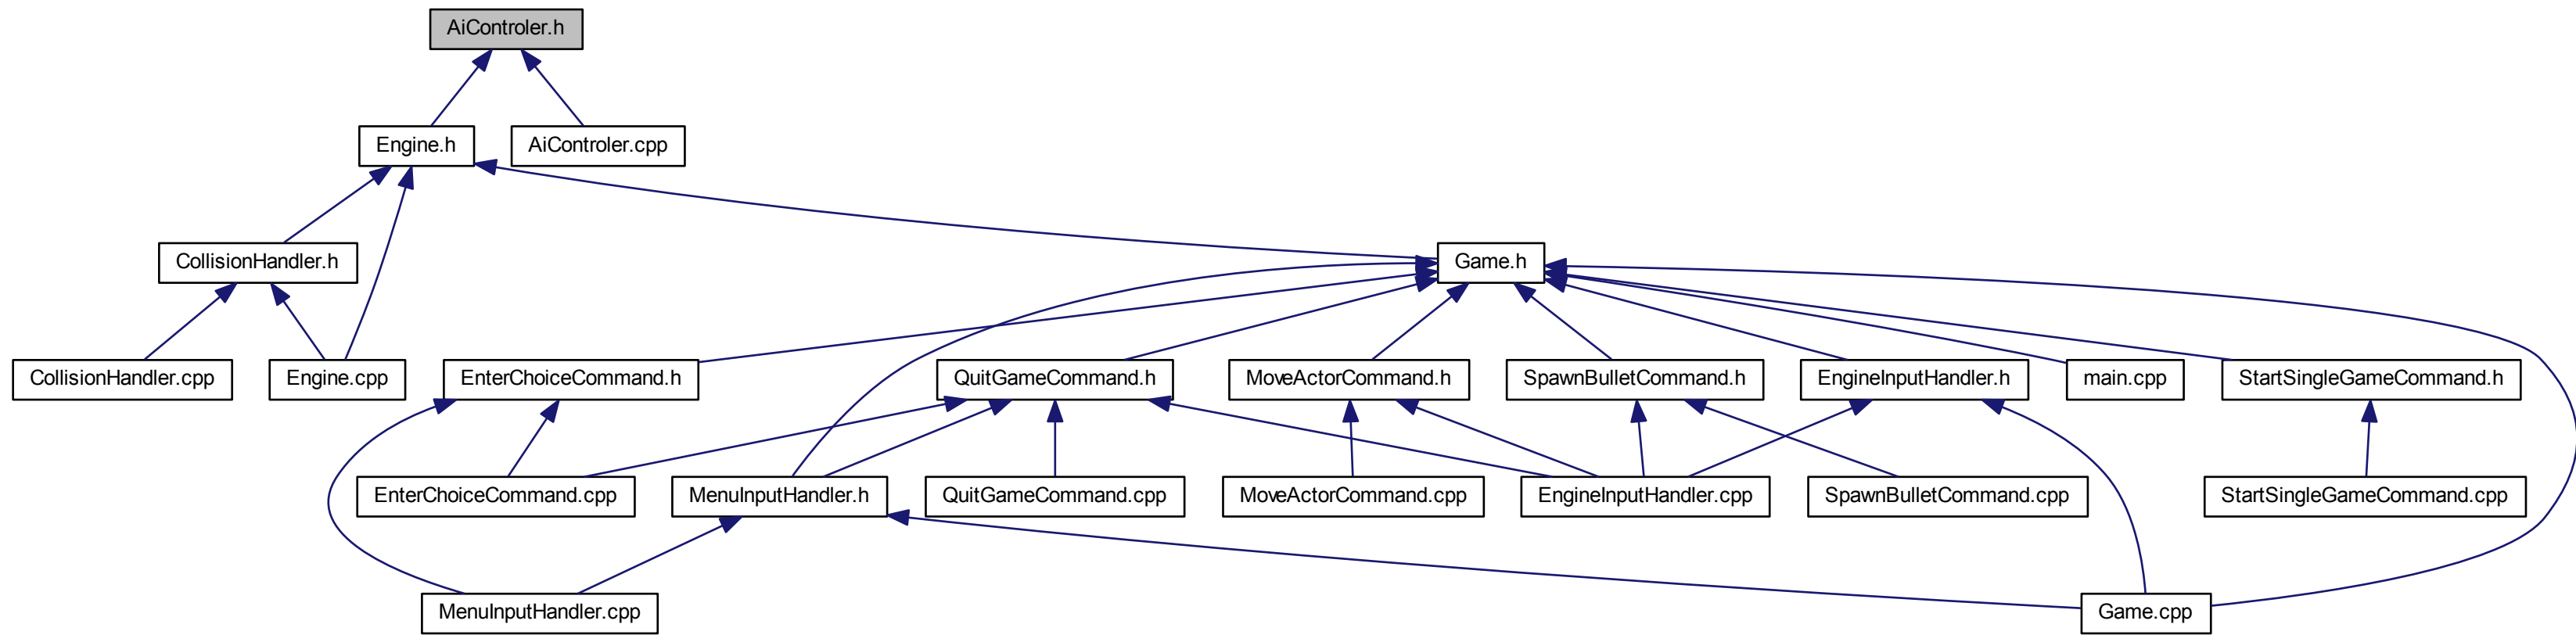 AiControler.h
Engine.h
AiControler.cpp
CollisionHandler.h
Game.h
CollisionHandler.cpp
Engine.cpp
EnterChoiceCommand.h
QuitGameCommand.h
MoveActorCommand.h
SpawnBulletCommand.h
EngineInputHandler.h
main.cpp
StartSingleGameCommand.h
EnterChoiceCommand.cpp
MenuInputHandler.h
QuitGameCommand.cpp
MoveActorCommand.cpp
EngineInputHandler.cpp
SpawnBulletCommand.cpp
StartSingleGameCommand.cpp
MenuInputHandler.cpp
Game.cpp